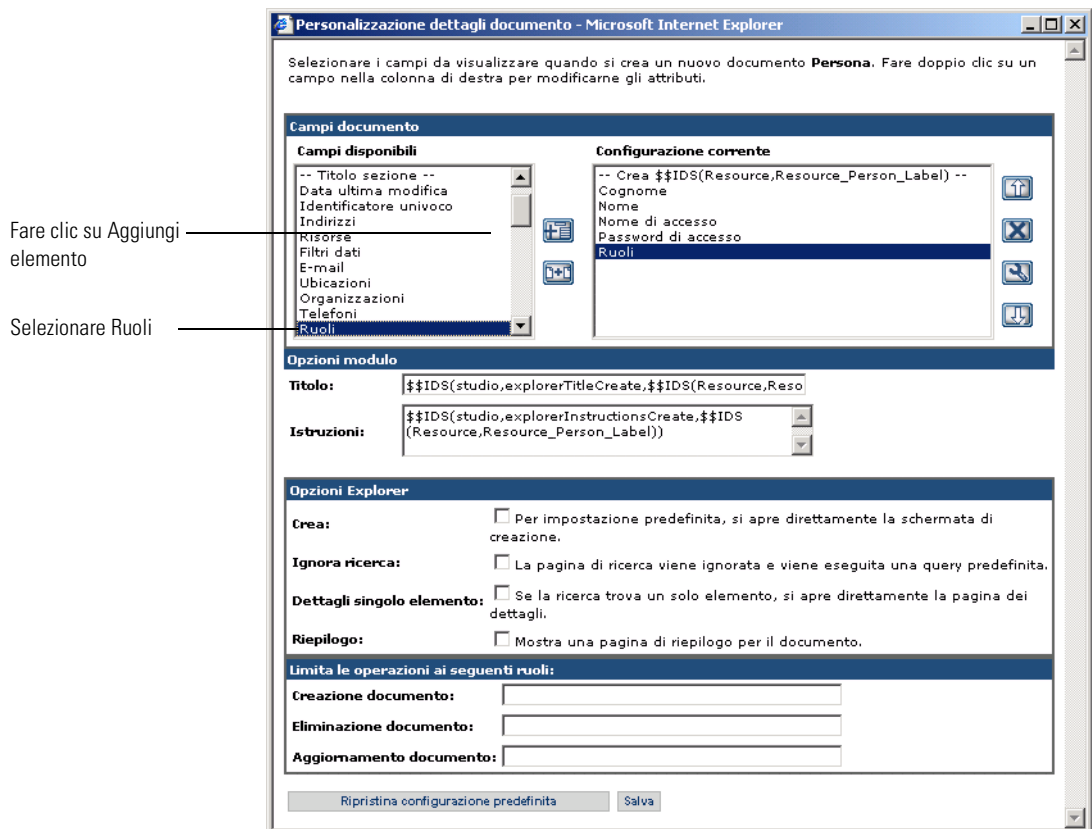 Personalizzazione dettagli documento - Microsoft Internet Explorer
Selezionare i campi da visualizzare quando si crea un nuovo documento Persona. Fare doppio clic su un
campo nella colonna di destra per modificarne gli attributi.
Campi documento
Campi disponibili
-- Titolo sezione --
Data ultima modifica
Identificatore univoco
Indirizzi
Risorse
Filtri dati
E-mail
Ubicazioni
Organizzazioni
Telefoni
Ruoli
Configurazione corrente
-- Crea $$IDS(Resource,Resource_Person_Label) --
Cognome
Nome
Nome di accesso
Password di accesso
Ruoli
Fare clic su Aggiungi
elemento
Selezionare Ruoli
Opzioni modulo
Titolo: $$IDS(studio,explorerTitleCreate,$$IDS(Resource,Reso
Istruzioni: $$IDS(studio,explorerInstructionsCreate,$$IDS
(Resource,Resource_Person_Label))
Opzioni Explorer
Crea: Per impostazione predefinita, si apre direttamente la schermata di
creazione.
Ignora ricerca: La pagina di ricerca viene ignorata e viene eseguita una query predefinita.
Dettagli singolo elemento: Se la ricerca trova un solo elemento, si apre direttamente la pagina dei
dettagli.
Riepilogo: Mostra una pagina di riepilogo per il documento.
Limita le operazioni ai seguenti ruoli:
Creazione documento:
Eliminazione documento:
Aggiornamento documento:
Ripristina configurazione predefinita Salva